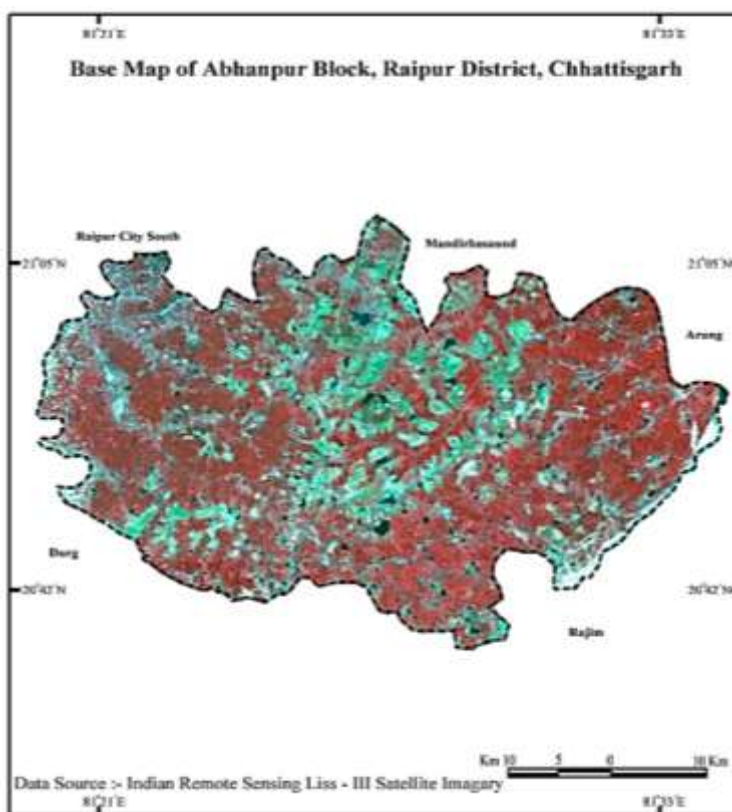 81°21'E 81°33'E
Base Map of Abhanpur Block, Raipur District, Chhattisgarh
Raipur City South
Mandirhasaund
21°05'N 21°05'N
Arang
Durg
20°42'N 20°42'N
Rajim
Km 10 5 0 10 Km
Data Source :- Indian Remote Sensing Liss - III Satellite Imagary
81°21'E 81°33'E